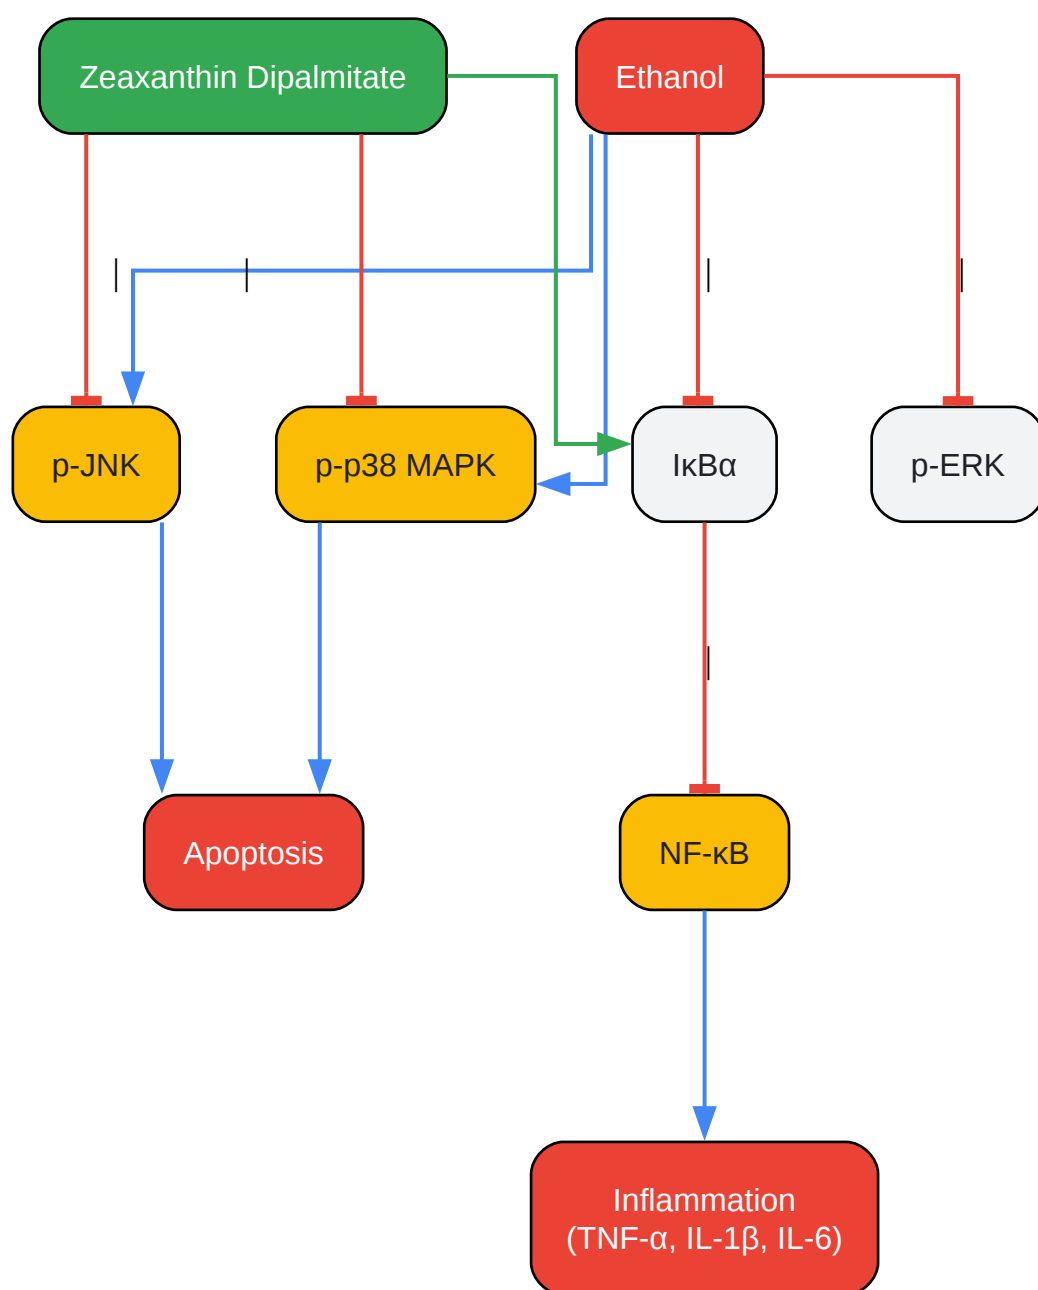 Zeaxanthin Dipalmitate
Ethanol
|
|
|
|
p-JNK
p-p38 MAPK
IκBα
p-ERK
|
Apoptosis
NF-κB
Inflammation
(TNF-α, IL-1β, IL-6)